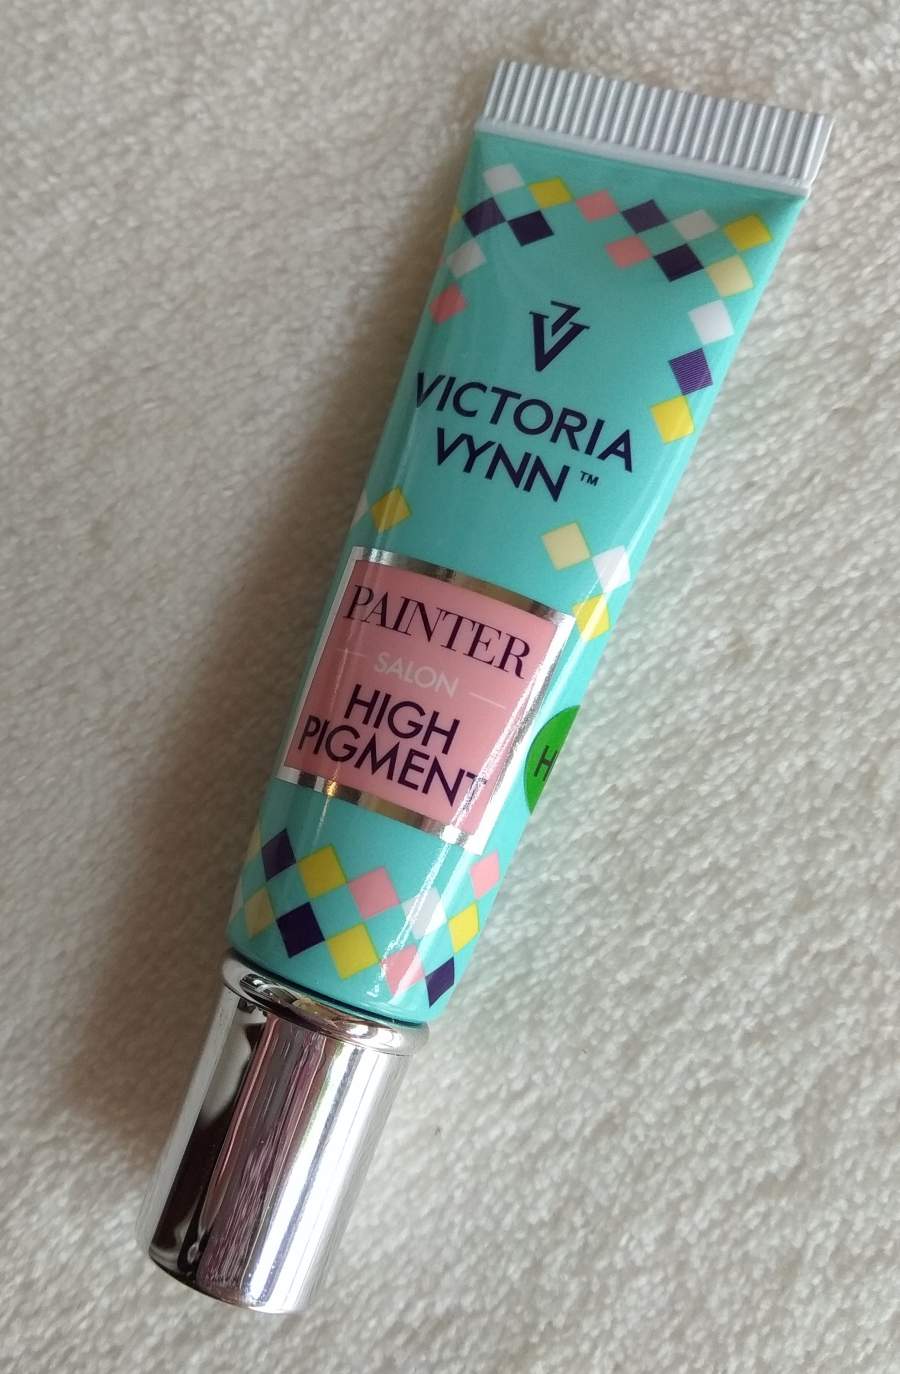 VICTORIA
VYNN™
PAINTER
SALON
HIGH
PIGMENT
H